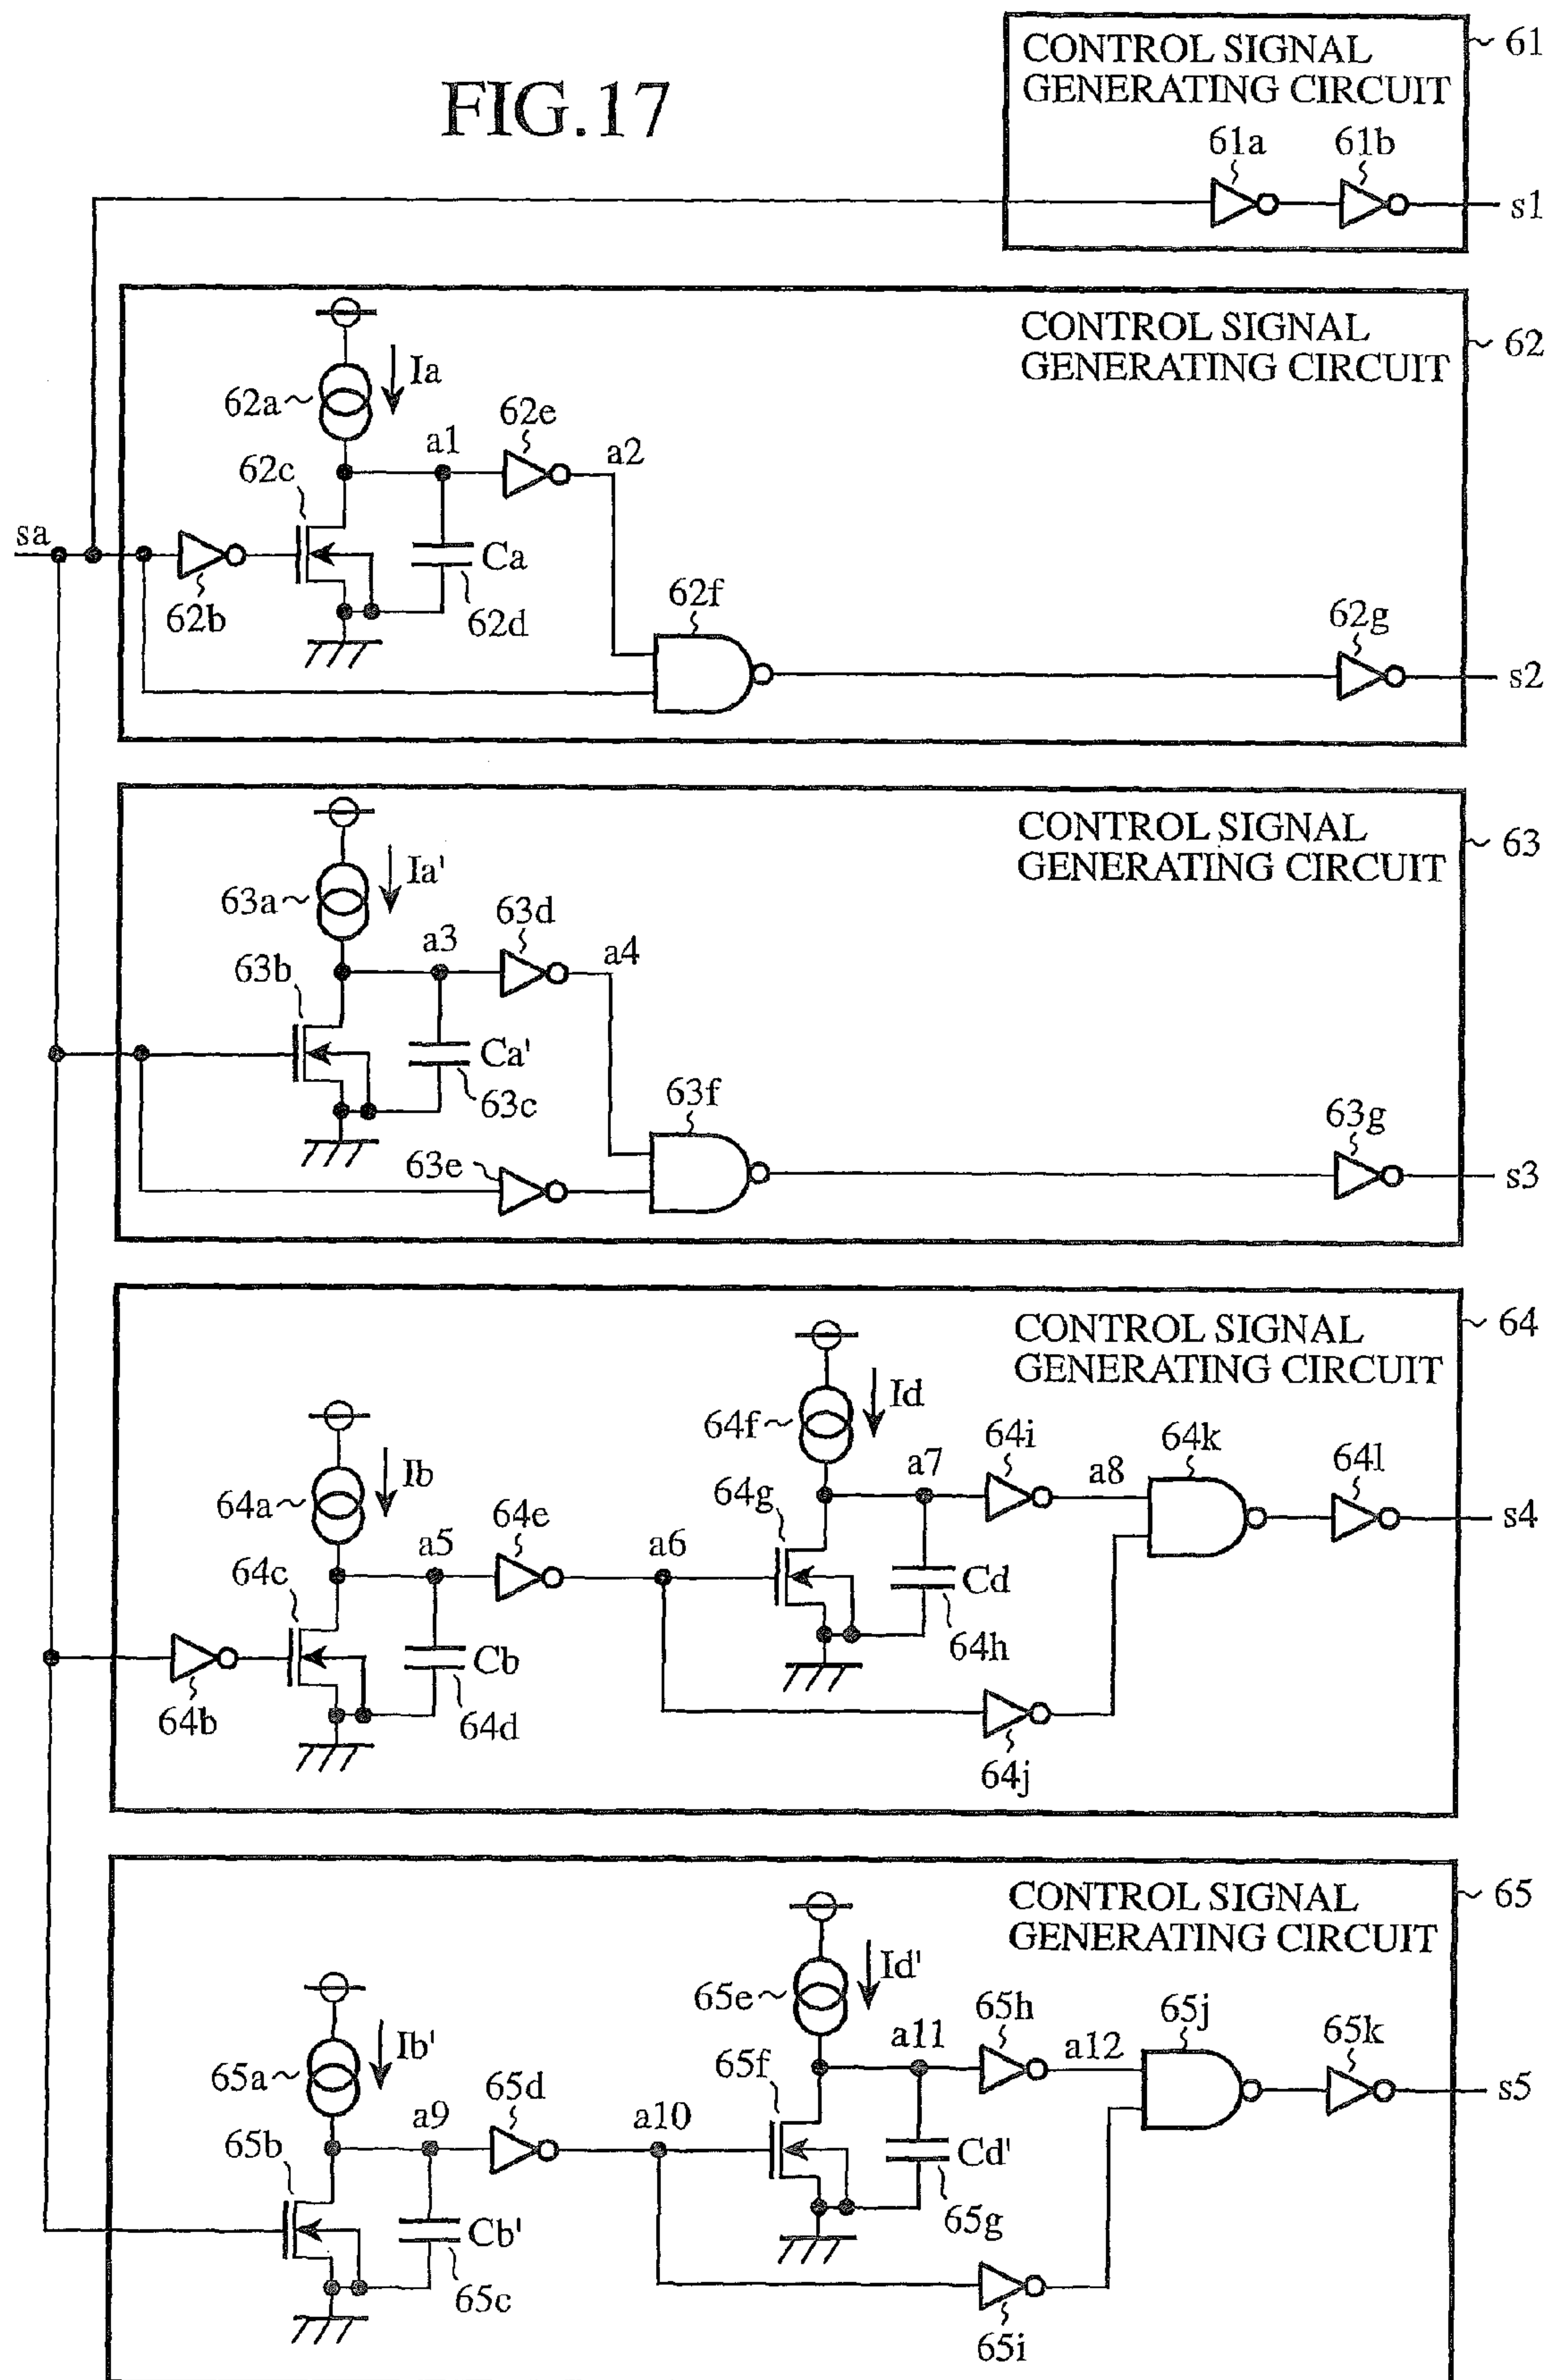 FIG.17
CONTROL SIGNAL
GENERATING CIRCUIT
61
61a
61b
s1
CONTROL SIGNAL
GENERATING CIRCUIT
62
Ia
62a
62e
a1
a2
62c
sa
Ca
62b
62d
62f
62g
s2
CONTROL SIGNAL
GENERATING CIRCUIT
63
Ia'
63a
63d
a3
a4
63b
Ca'
63c
63f
63e
63g
s3
CONTROL SIGNAL
GENERATING CIRCUIT
64
Id
64f
64i
64k
64l
a7
a8
s4
Ib
64a
64e
64g
a5
a6
64c
Cd
64h
Cb
64b
64d
64j
CONTROL SIGNAL
GENERATING CIRCUIT
65
Id'
65e
65h
65j
65k
a11
a12
s5
Ib'
65a
65d
65f
a9
a10
65b
Cd'
65g
Cb'
65c
65i